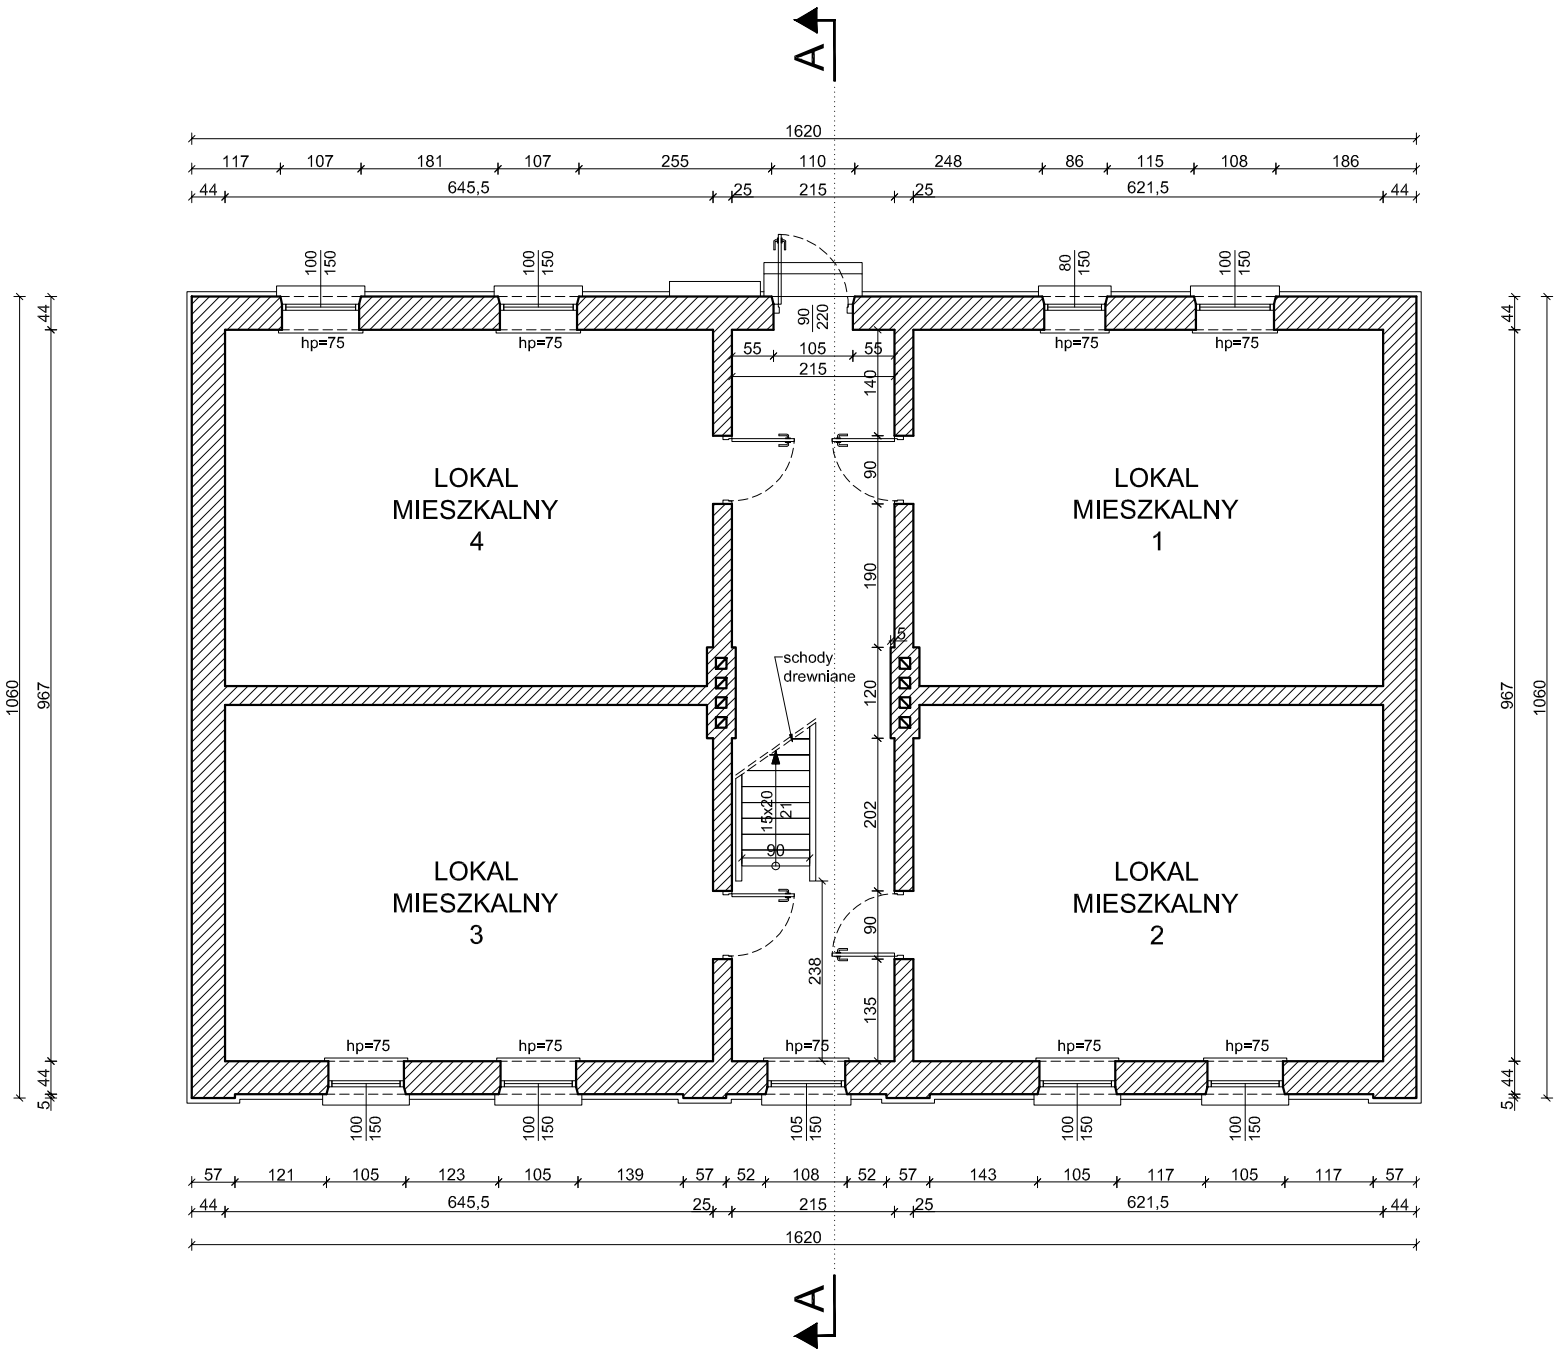 A
1620
117 107 181 107 255 110 248 86 115 108 186
44 645,5 25 215 25 621,5 44
100 150
100 150
80 150
100 150
90 220
hp=75 hp=75 hp=75 hp=75
55 105 55
215
44
44
140
90
LOKAL
MIESZKALNY
4
LOKAL
MIESZKALNY
1
190
5
schody
drewniane
120
1060
967
967
1060
15x20
21
90
202
LOKAL
MIESZKALNY
3
LOKAL
MIESZKALNY
2
90
238
135
hp=75 hp=75 hp=75 hp=75 hp=75
44
5
44
5
100 150
100 150
105 150
100 150
100 150
57 121 105 123 105 139 57 52 108 52 57 143 105 117 105 117 57
44 645,5 25 215 25 621,5 44
1620
A